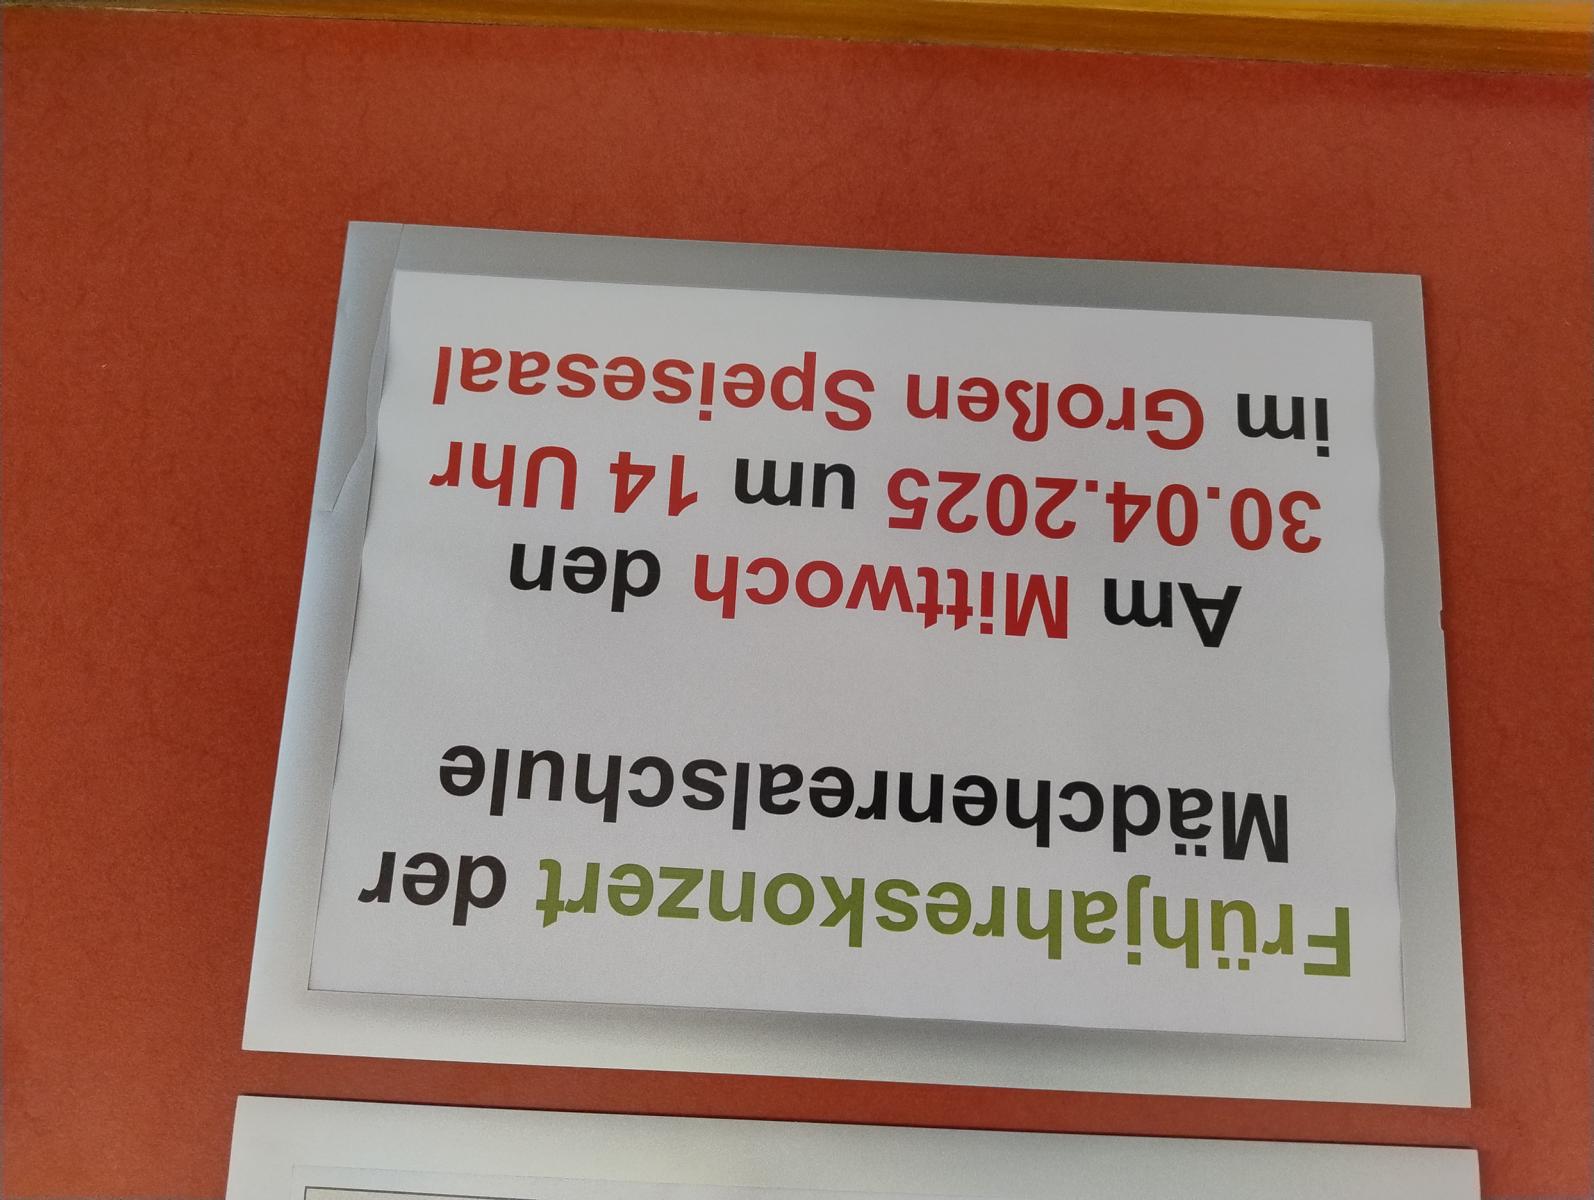 Frühjahreskonzert der
Mädchenrealschule
Am Mittwoch den
30.04.2025 um 14 Uhr
im Großen Speisesaal